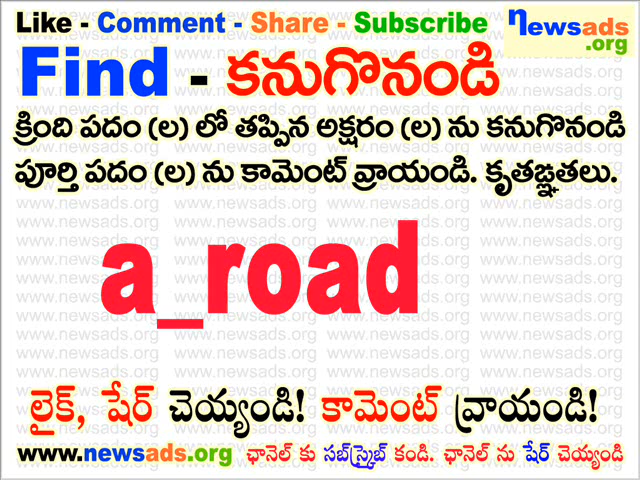 Like - Comment - Share - Subscribe
newsads
.org
Find - కనుగొనండి
క్రింది పదం (ల) లో తప్పిన అక్షరం (ల) ను కనుగొనండి
పూర్తి పదం (ల) ను కామెంట్ వ్రాయండి. కృతఙ్ఞతలు.
a_road
లైక్, షేర్ చెయ్యండి! కామెంట్ వ్రాయండి!
www.newsads.org ఛానెల్ కు సబ్‌స్క్రైబ్ కండి. ఛానెల్ ను షేర్ చెయ్యండి